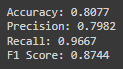 Accuracy: 0.8077
Precision: 0.7982
Recall: 0.9667
F1 Score: 0.8744